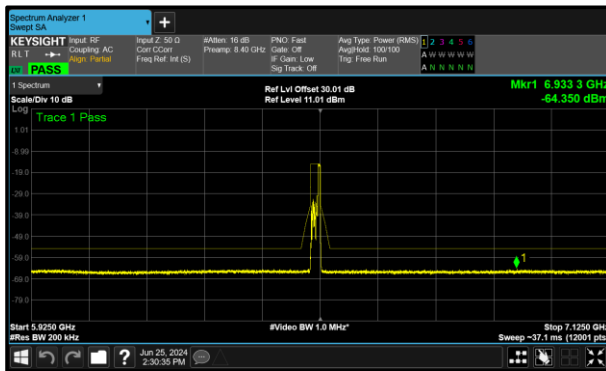 Spectrum Analyzer 1
Swept SA
+
KEYSIGHT
RLT
PASS
Input: RF
Coupling: AC
Align: Partial
Input Z: 50 Ω
Corr CCorr
Freq Ref: Int (S)
#Atten: 16 dB
Preamp: 8.40 GHz
PNO: Fast
Gate: Off
IF Gain: Low
Sig Track: Off
Avg Type: Power (RMS)
Avg|Hold: 100/100
Trig: Free Run
1 2 3 4 5 6
A W W W W W
A N N N N N
1 Spectrum
Scale/Div 10 dB
Ref Lvl Offset 30.01 dB
Ref Level 11.01 dBm
Mkr1 6.933 3 GHz
-64.350 dBm
Log
Trace 1 Pass
1.01
-8.99
-19.0
-29.0
-39.0
-49.0
-59.0
-69.0
-79.0
1
Start 5.9250 GHz
#Res BW 200 kHz
#Video BW 1.0 MHz*
Stop 7.1250 GHz
Sweep ~37.1 ms (12001 pts)
?
Jun 25, 2024
2:30:35 PM